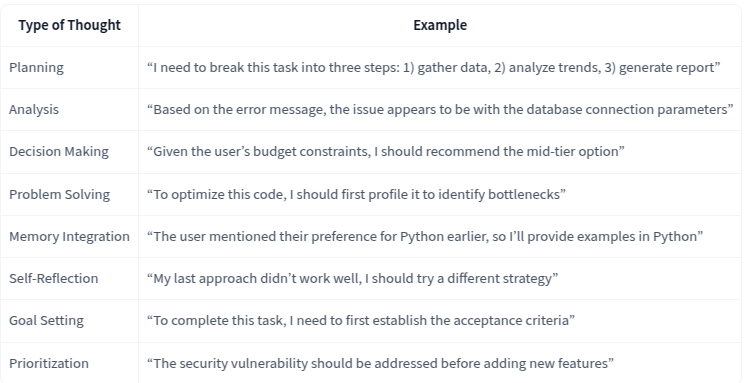 Type of Thought Example
Planning “I need to break this task into three steps: 1) gather data, 2) analyze trends, 3) generate report”
Analysis “Based on the error message, the issue appears to be with the database connection parameters”
Decision Making “Given the user’s budget constraints, I should recommend the mid-tier option”
Problem Solving “To optimize this code, I should first profile it to identify bottlenecks”
Memory Integration “The user mentioned their preference for Python earlier, so I’ll provide examples in Python”
Self-Reflection “My last approach didn’t work well, I should try a different strategy”
Goal Setting “To complete this task, I need to first establish the acceptance criteria”
Prioritization “The security vulnerability should be addressed before adding new features”